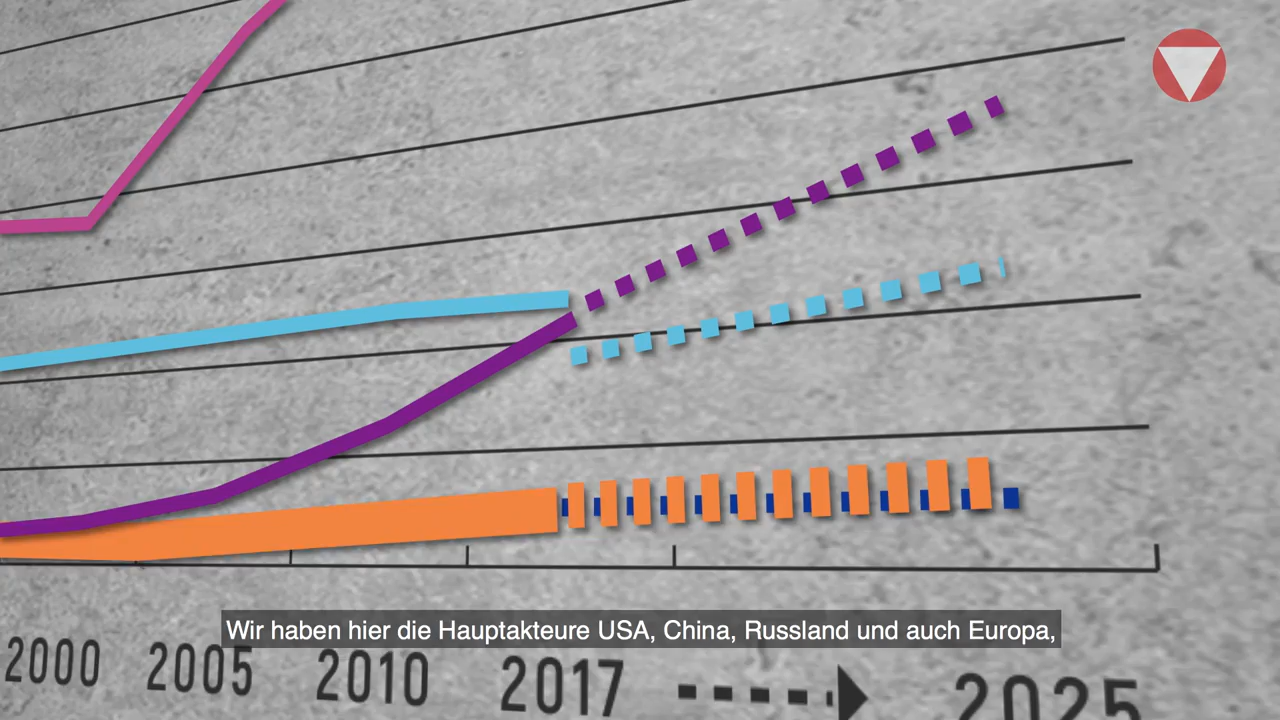 Wir haben hier die Hauptakteure USA, China, Russland und auch Europa,
2000 2005 2010 2017 2025